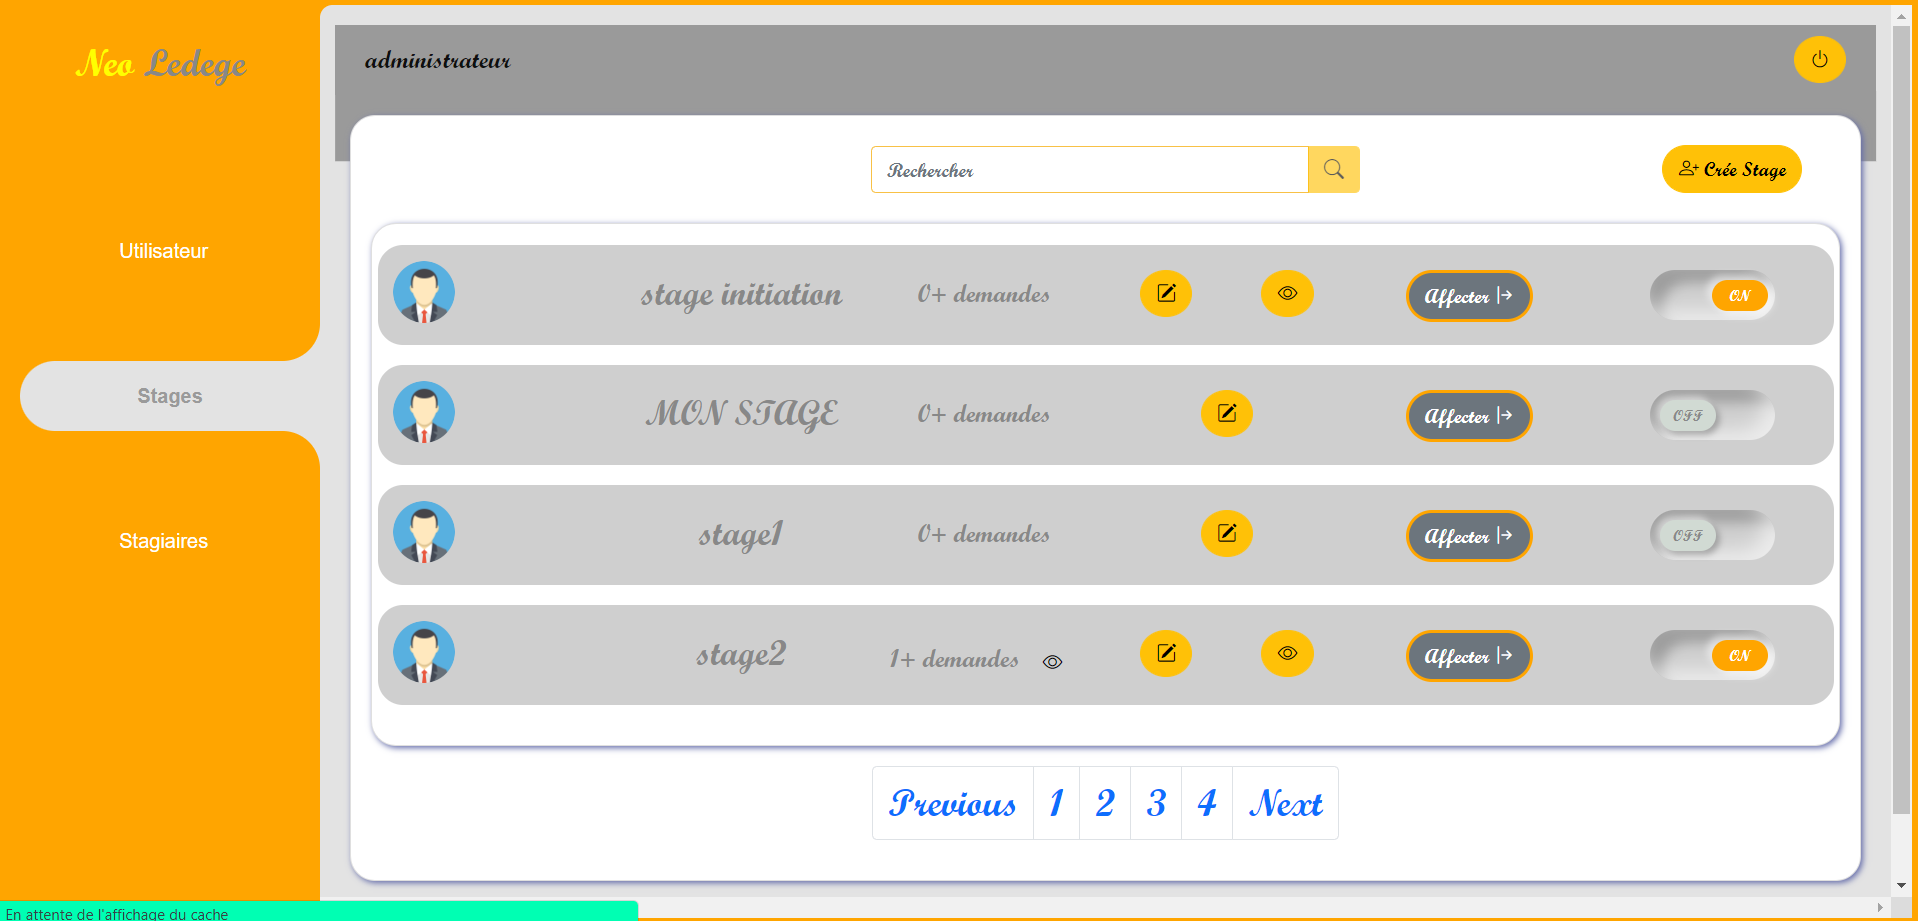 Neo Ledege
Utilisateur
Stages
Stagiaires
administrateur
Rechercher
Crée Stage
stage initiation 0+ demandes Affecter ON
MON STAGE 0+ demandes Affecter OFF
stage1 0+ demandes Affecter OFF
stage2 1+ demandes Affecter ON
Previous 1 2 3 4 Next
En attente de l'affichage du cache